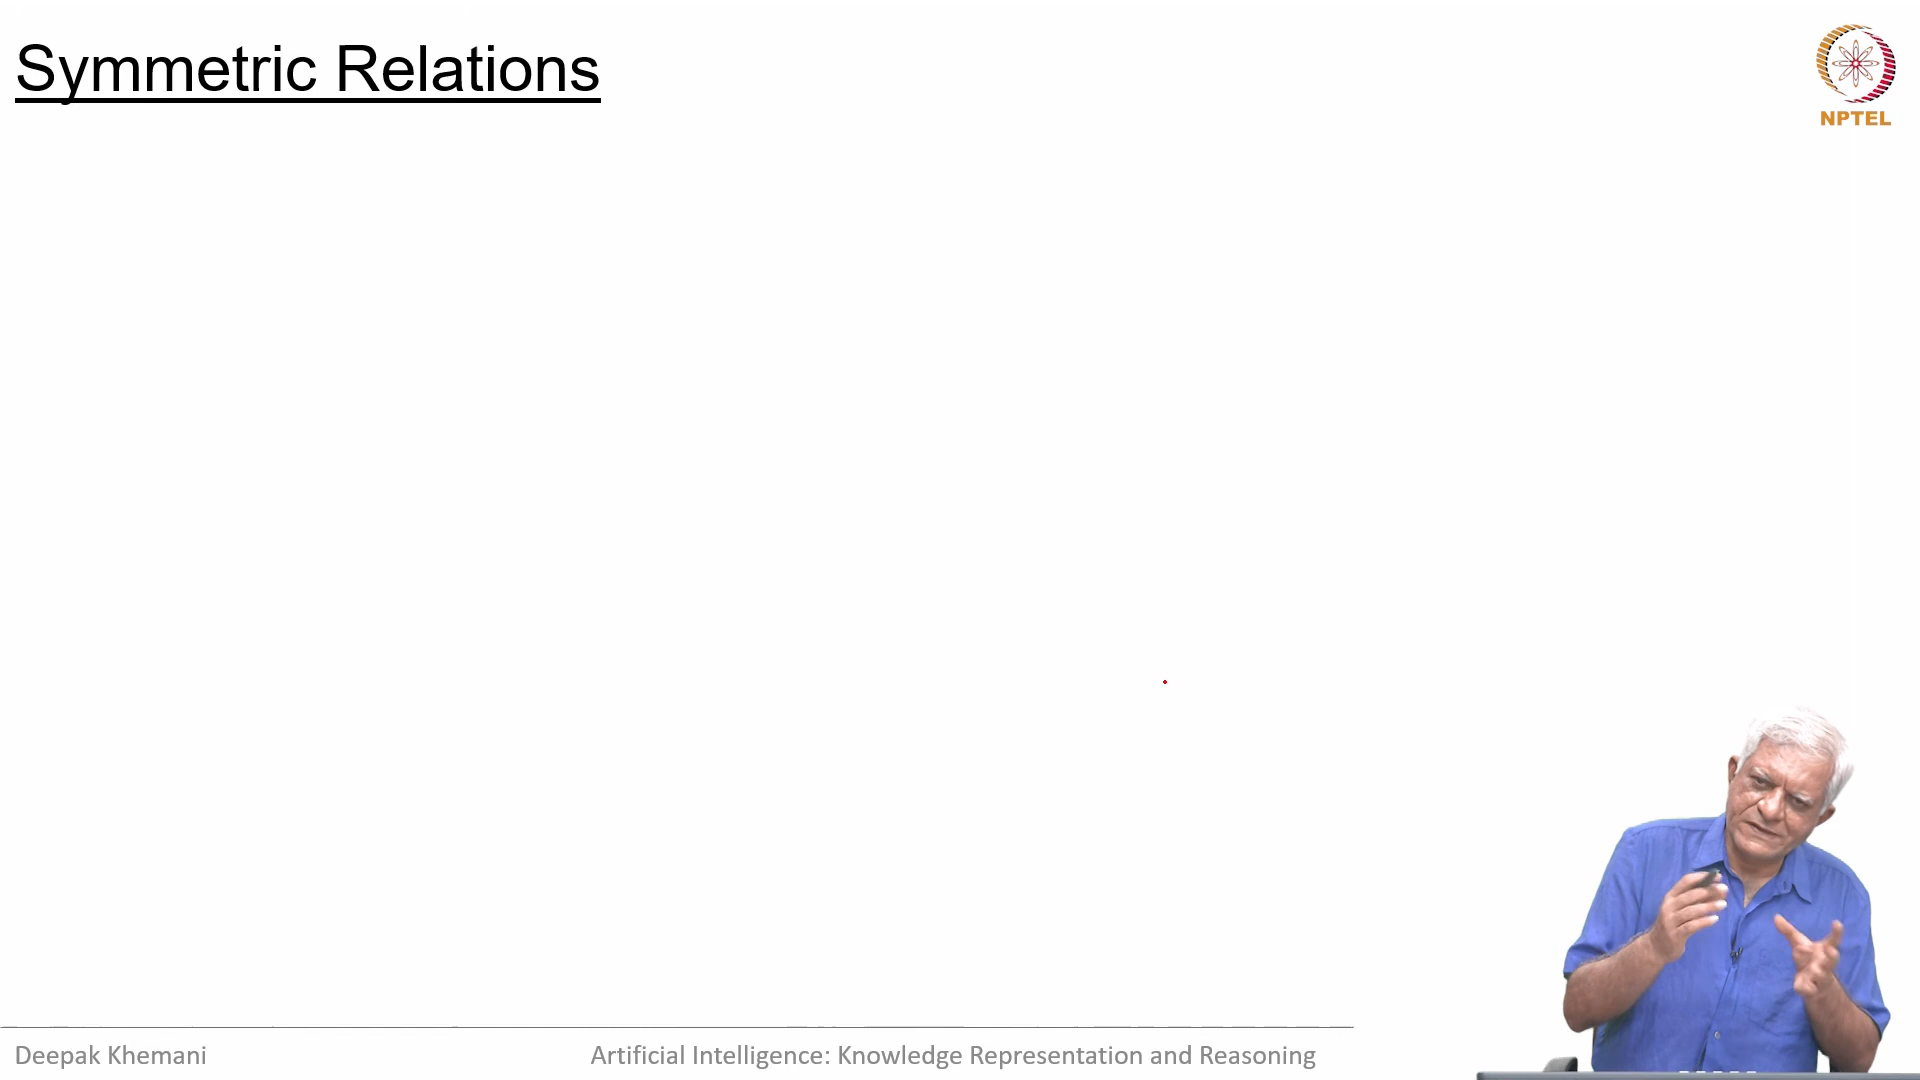 Symmetric Relations
NPTEL
Deepak Khemani
Artificial Intelligence: Knowledge Representation and Reasoning